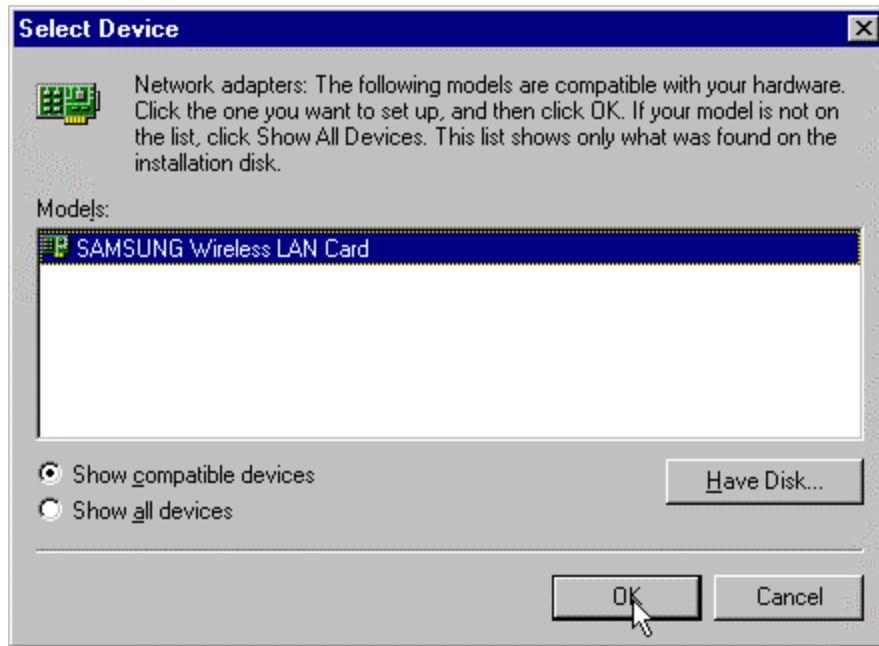 Select Device
Network adapters: The following models are compatible with your hardware.
Click the one you want to set up, and then click OK. If your model is not on
the list, click Show All Devices. This list shows only what was found on the
installation disk.
Models:
SAMSUNG Wireless LAN Card
Show compatible devices
Have Disk...
Show all devices
OK
Cancel